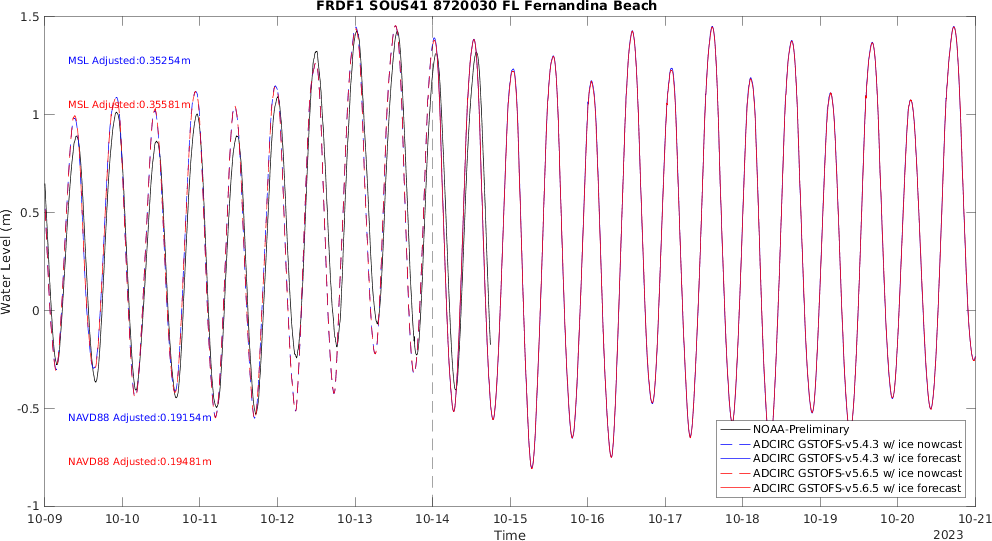 FRDF1 SOUS41 8720030 FL Fernandina Beach
Water Level (m)
1.5
1
0.5
0
-0.5
-1
MSL Adjusted:0.35254m
MSL Adjusted:0.35581m
NAVD88 Adjusted:0.19154m
NAVD88 Adjusted:0.19481m
NOAA-Preliminary
ADCIRC GSTOFS-v5.4.3 w/ ice nowcast
ADCIRC GSTOFS-v5.4.3 w/ ice forecast
ADCIRC GSTOFS-v5.6.5 w/ ice nowcast
ADCIRC GSTOFS-v5.6.5 w/ ice forecast
10-09 10-10 10-11 10-12 10-13 10-14 10-15 10-16 10-17 10-18 10-19 10-20 10-21
Time
2023